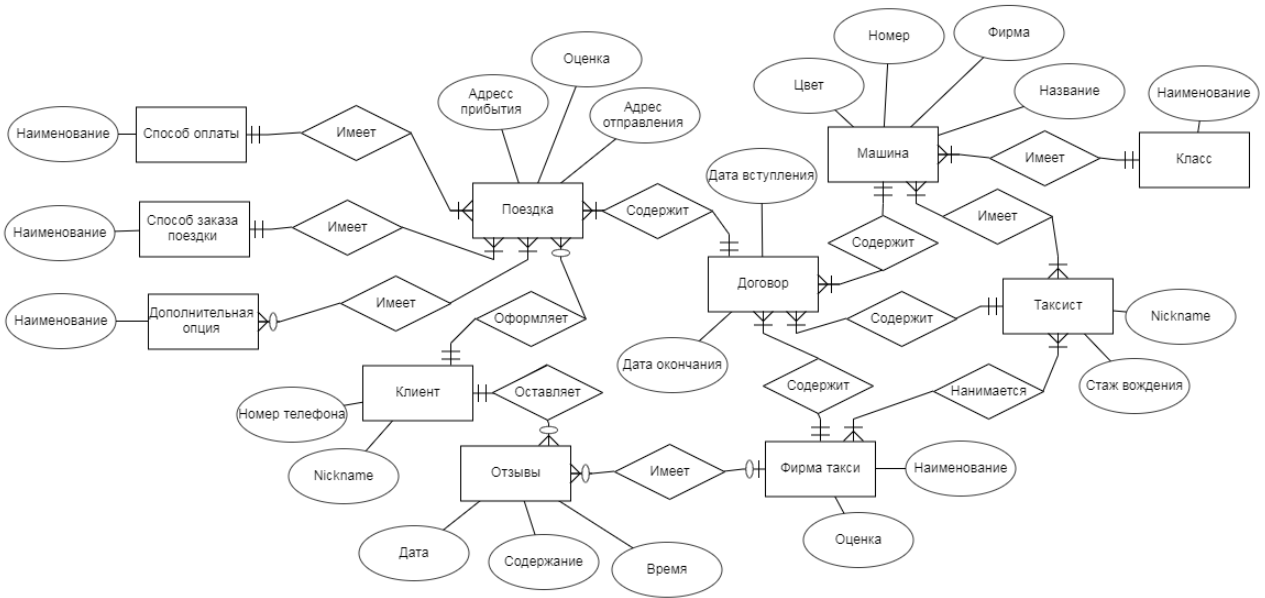 Номер
Фирма
Оценка
Цвет
Название
Наименование
Адресс
прибытия
Адрес
отправления
Наименование
Способ оплаты
Имеет
Машина
Имеет
Класс
Дата вступления
Наименование
Способ заказа
поездки
Имеет
Поездка
Содержит
Имеет
Содержит
Наименование
Дополнительная
опция
Имеет
Оформляет
Договор
Содержит
Таксист
Nickname
Дата окончания
Содержит
Нанимается
Стаж вождения
Клиент
Оставляет
Номер телефона
Nickname
Отзывы
Имеет
Фирма такси
Наименование
Оценка
Дата
Содержание
Время